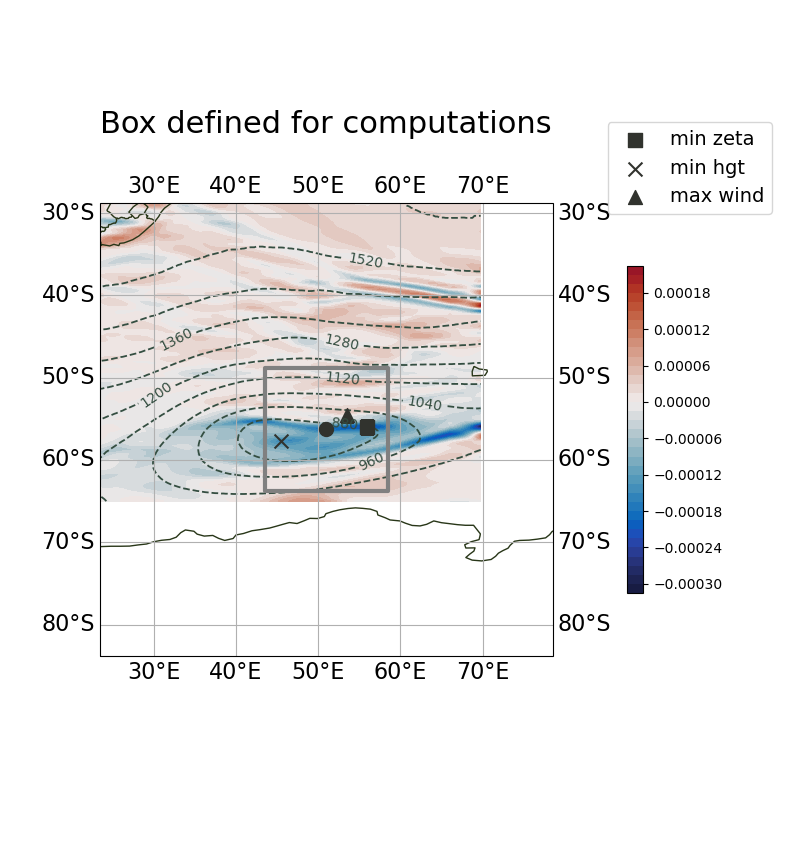 Box defined for computations
min zeta
min hgt
max wind
30°E 40°E 50°E 60°E 70°E
30°S 30°S
40°S 40°S
50°S 50°S
60°S 60°S
70°S 70°S
80°S 80°S
30°E 40°E 50°E 60°E 70°E
1520
1360
1280
1200
1120
1040
960
0.00018
0.00012
0.00006
0.00000
−0.00006
−0.00012
−0.00018
−0.00024
−0.00030